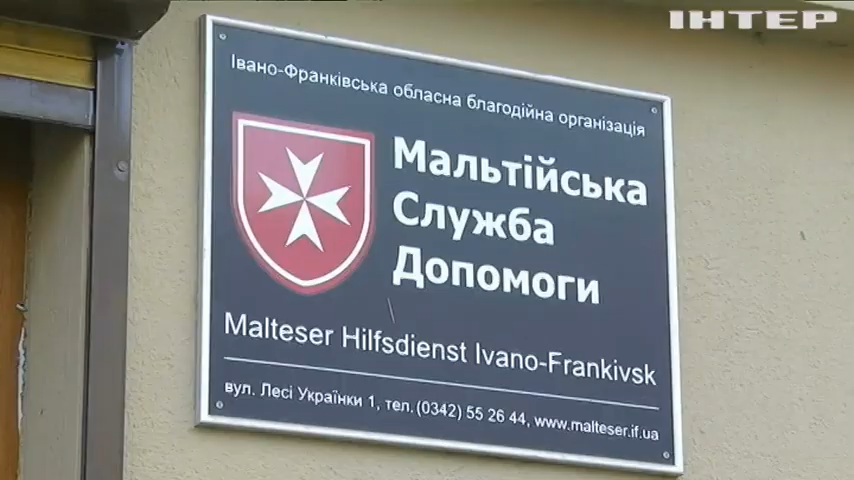 ІНТЕР
Івано-Франківська обласна благодійна організація
Мальтійська
Служба
Допомоги
Malteser Hilfsdienst Ivano-Frankivsk
вул. Лесі Українки 1, тел. (0342) 55 26 44, www.malteser.if.ua